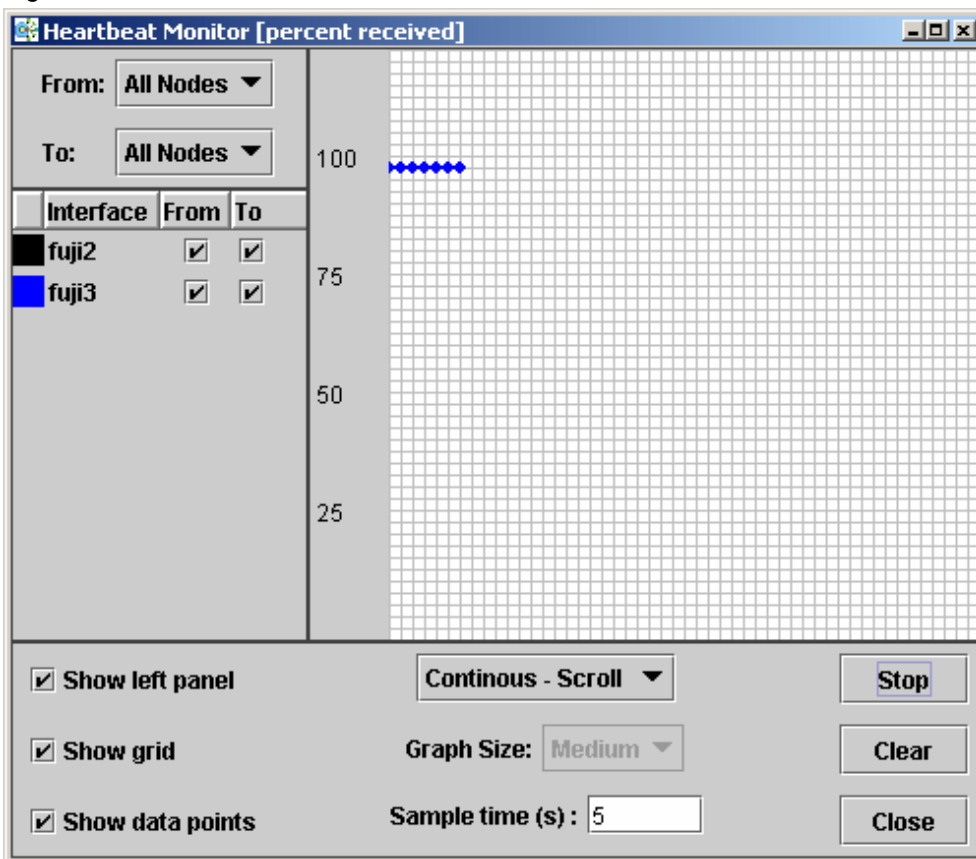 Heartbeat Monitor [percent received]
From: All Nodes
To: All Nodes
Interface From To
fuji2
fuji3
100
75
50
25
Show left panel
Show grid
Show data points
Continous - Scroll
Graph Size: Medium
Sample time (s) : 5
Stop
Clear
Close